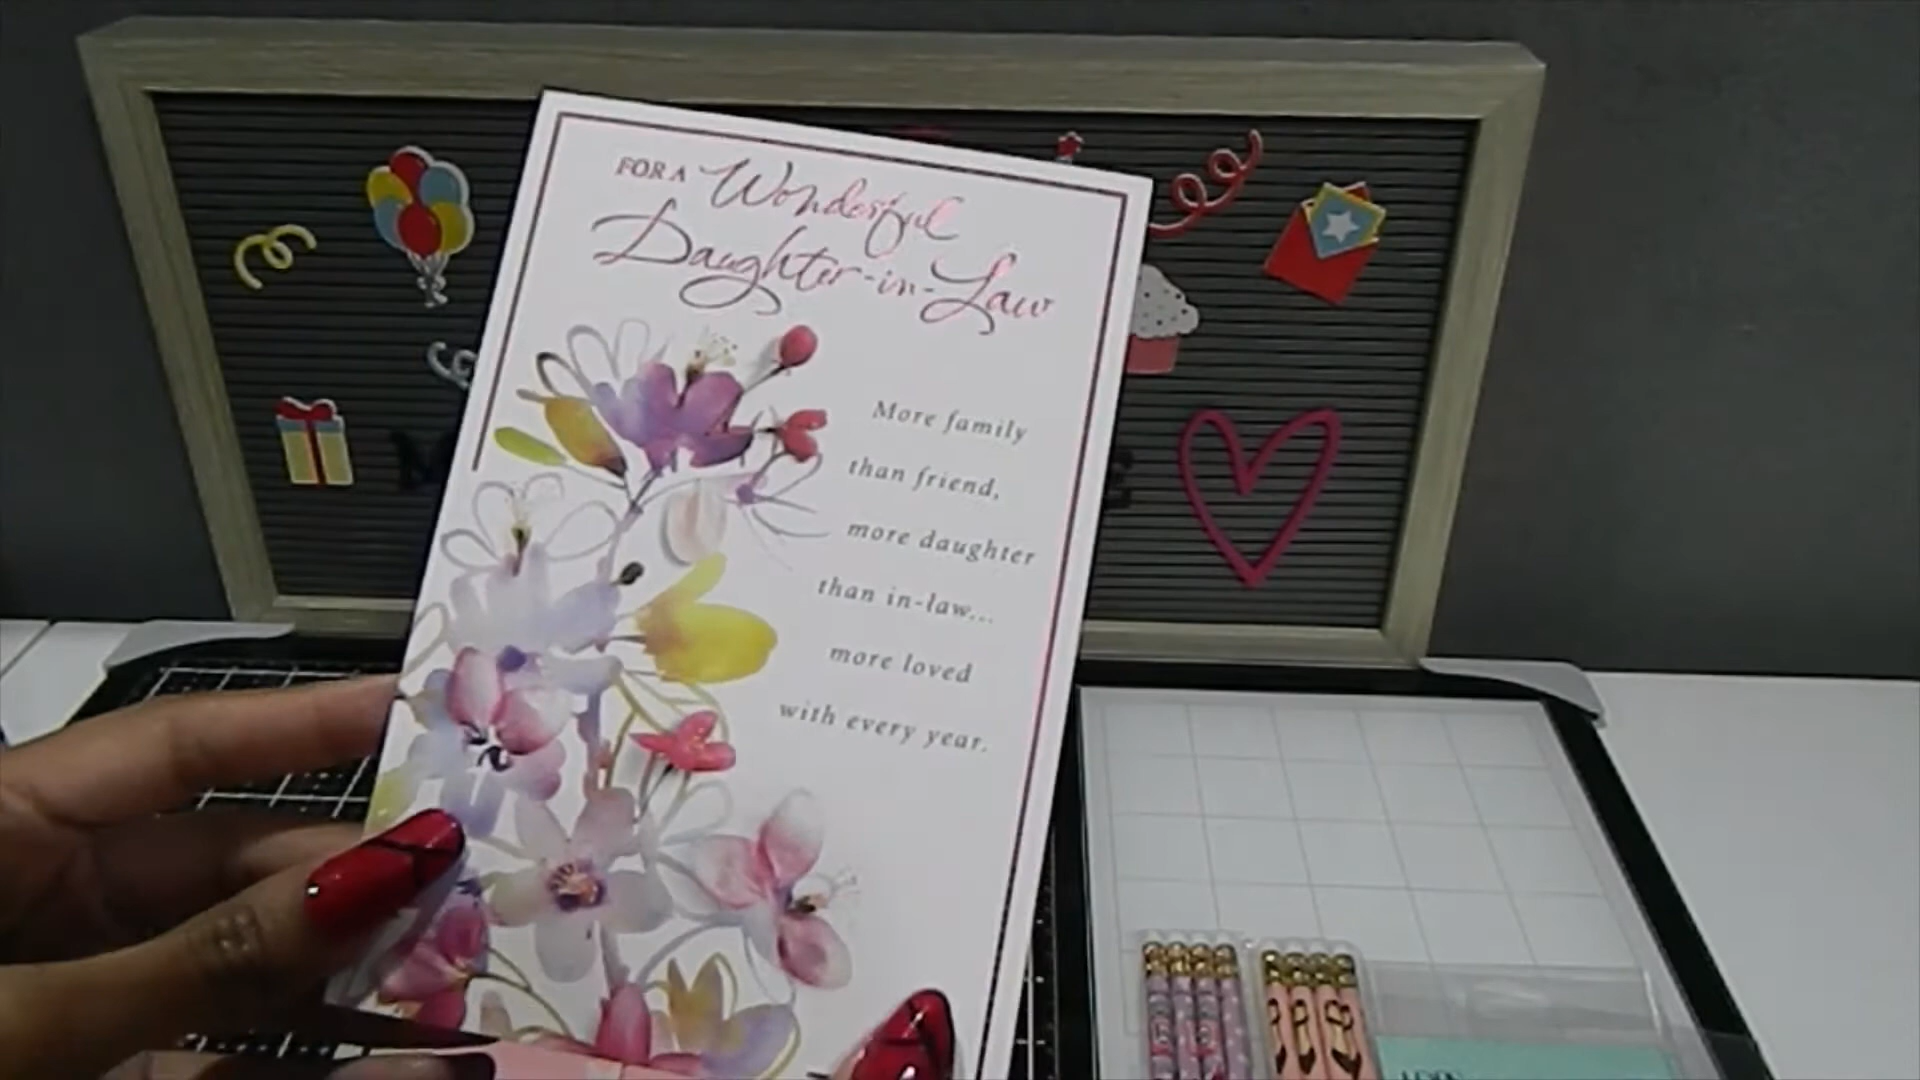 FOR A Wonderful
Daughter-in-Law
More family
than friend,
more daughter
than in-law...
more loved
with every year.